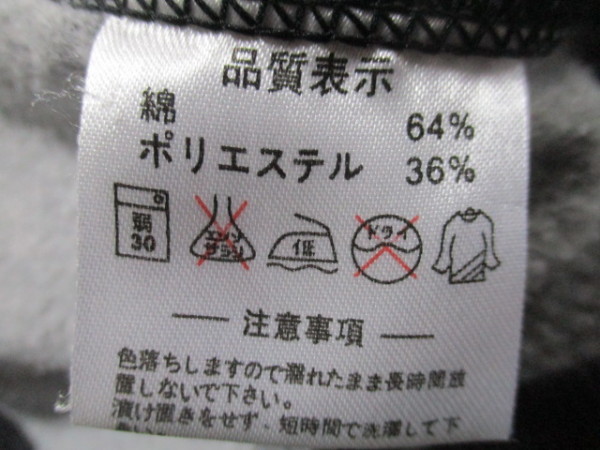 品質表示
綿 64%
ポリエステル 36%
弱 30 エンソ サラシ 低 ドライ
注意事項
色落ちしますので濡れたまま長時間放
置しないで下さい。
漬け置きをせず、短時間で洗濯して下